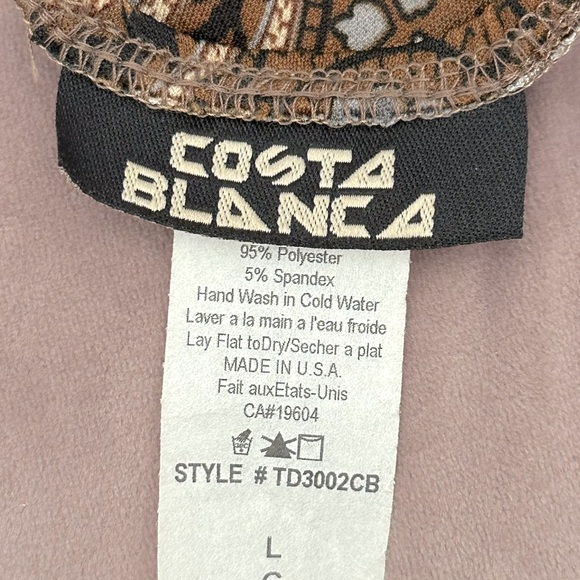 COSTA
BLANCA
95% Polyester
5% Spandex
Hand Wash in Cold Water
Laver a la main a l'eau froide
Lay Flat toDry/Secher a plat
MADE IN U.S.A.
Fait auxEtats-Unis
CA#19604
STYLE # TD3002CB
L